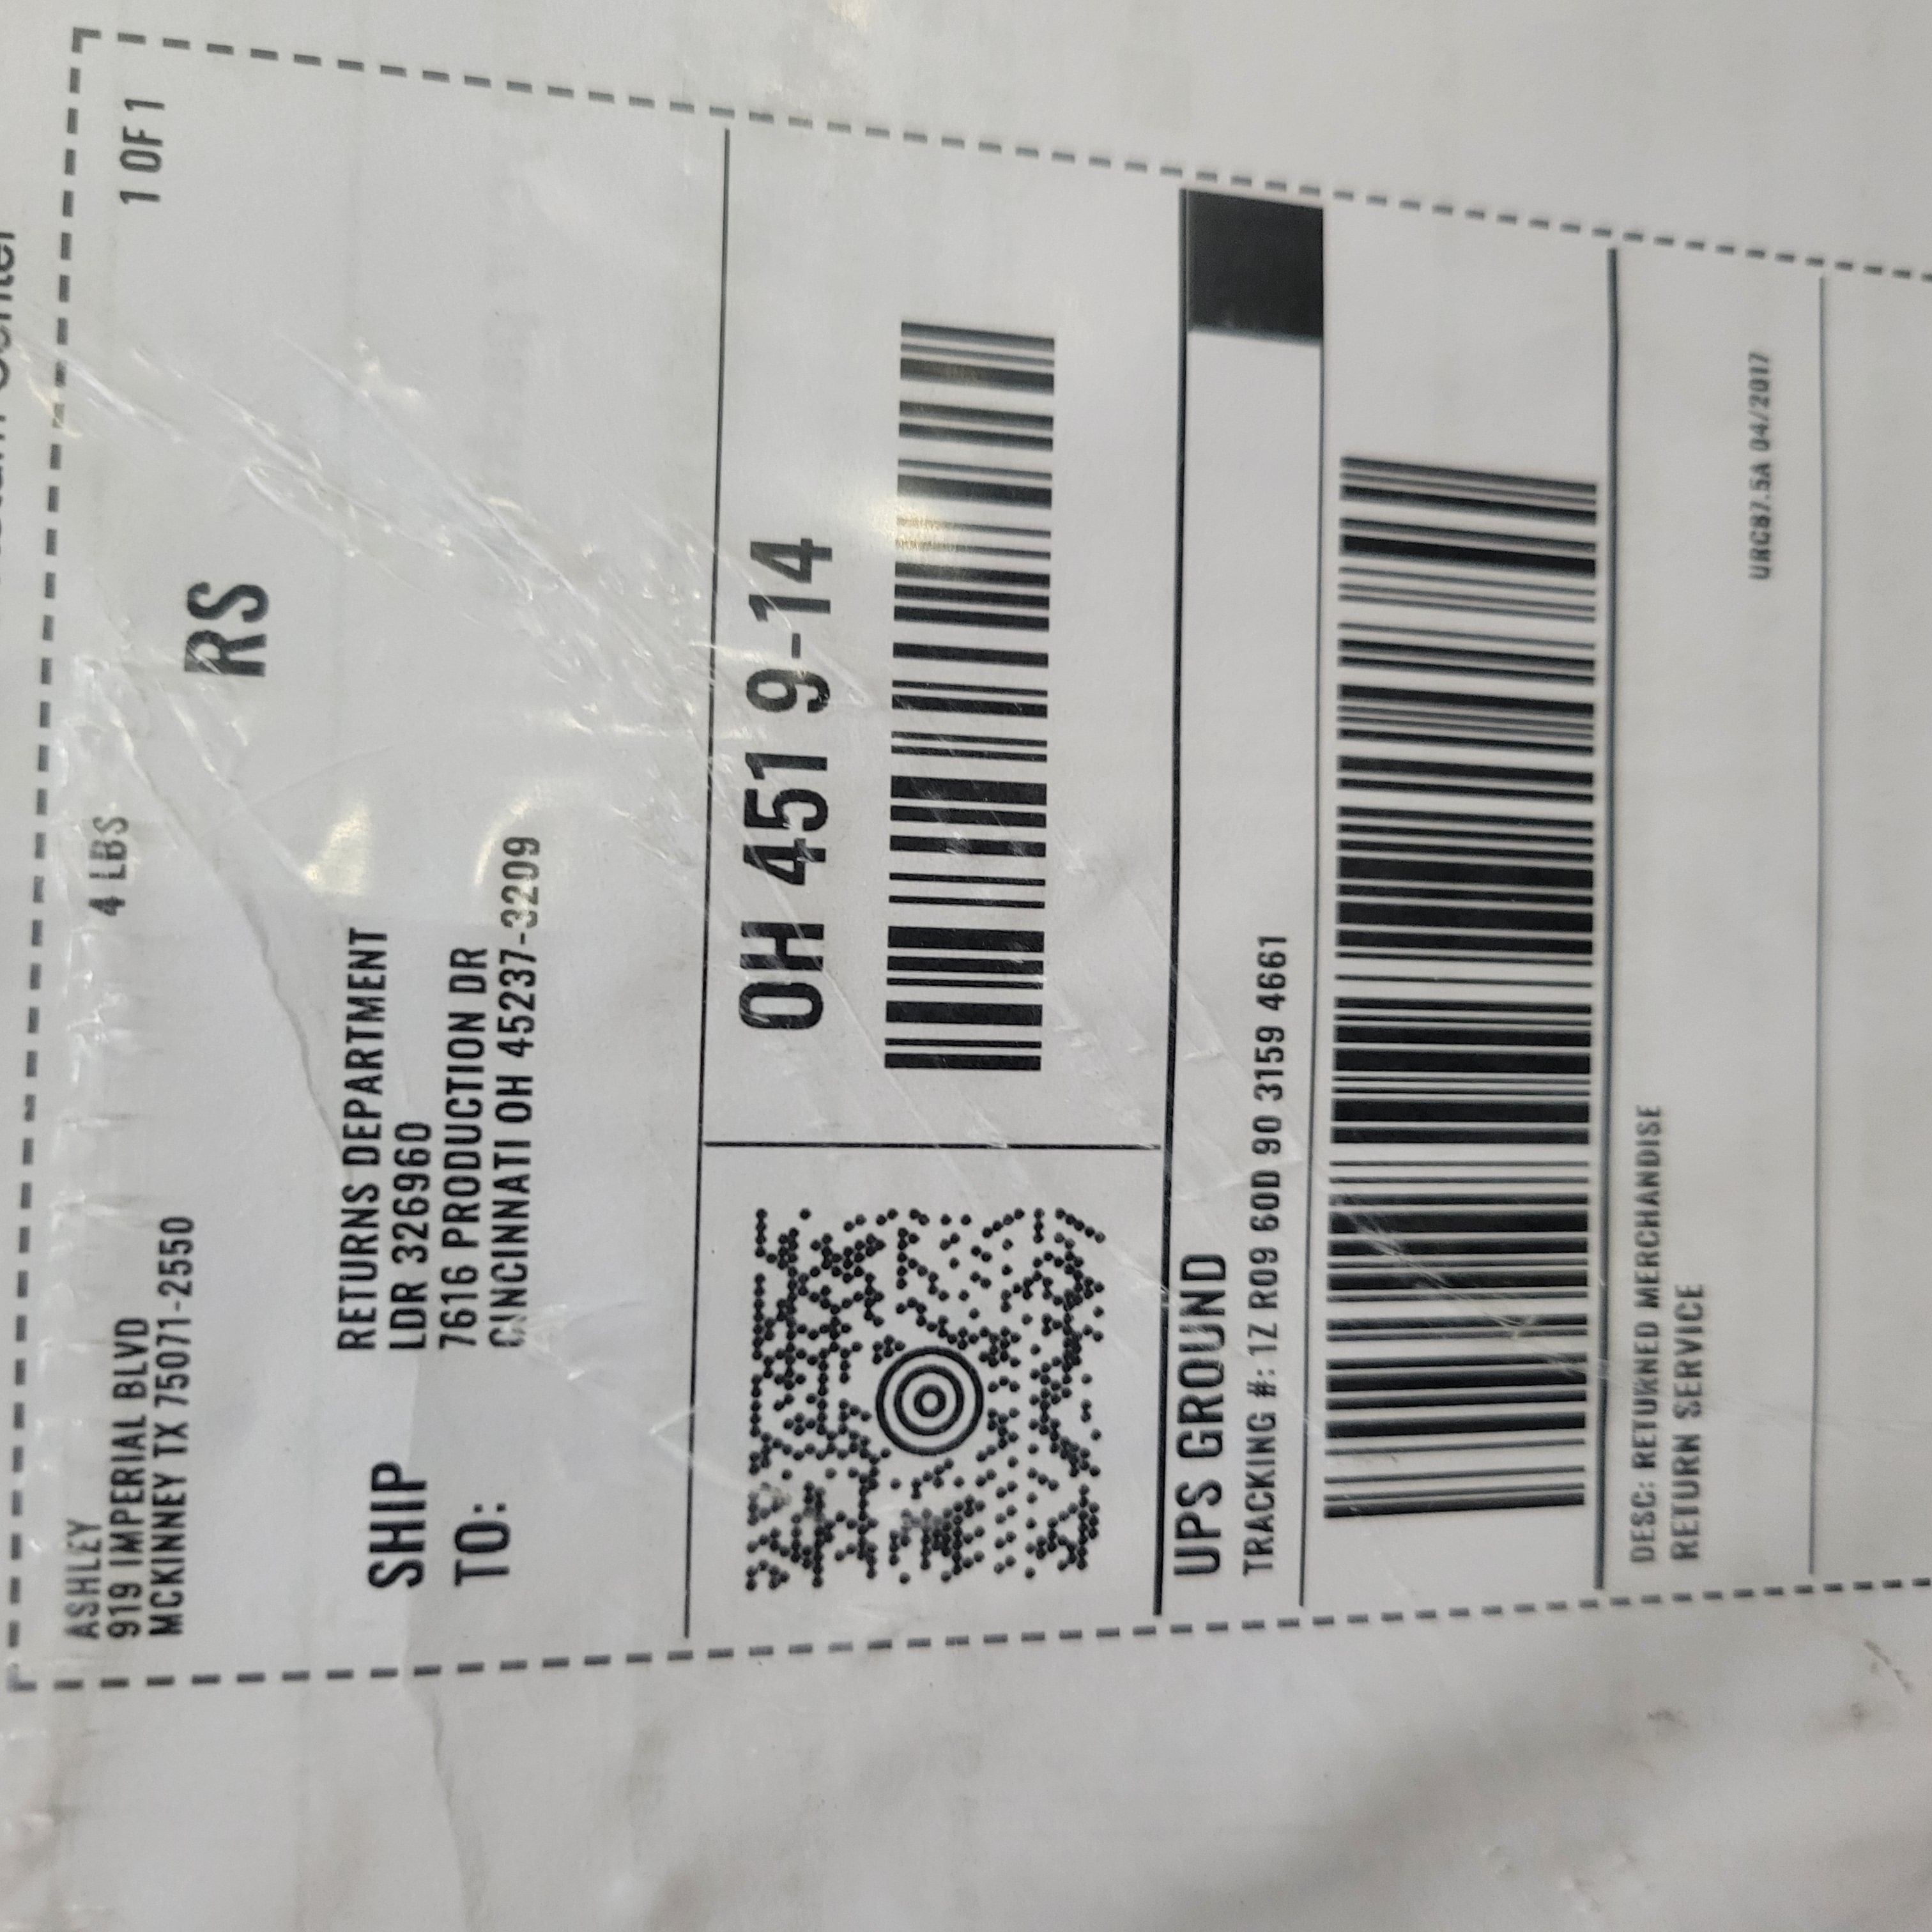 ASHLEY
919 IMPERIAL BLVD
MCKINNEY TX 75071-2550
4 LBS
1 OF 1
RS
SHIP
TO:
RETURNS DEPARTMENT
LDR 326960
7616 PRODUCTION DR
CINCINNATI OH 45237-3209
OH 451 9-14
UPS GROUND
TRACKING #: 1Z R09 60D 90 3159 4661
DESC: RETURNED MERCHANDISE
RETURN SERVICE
URC87.5A 04/2017